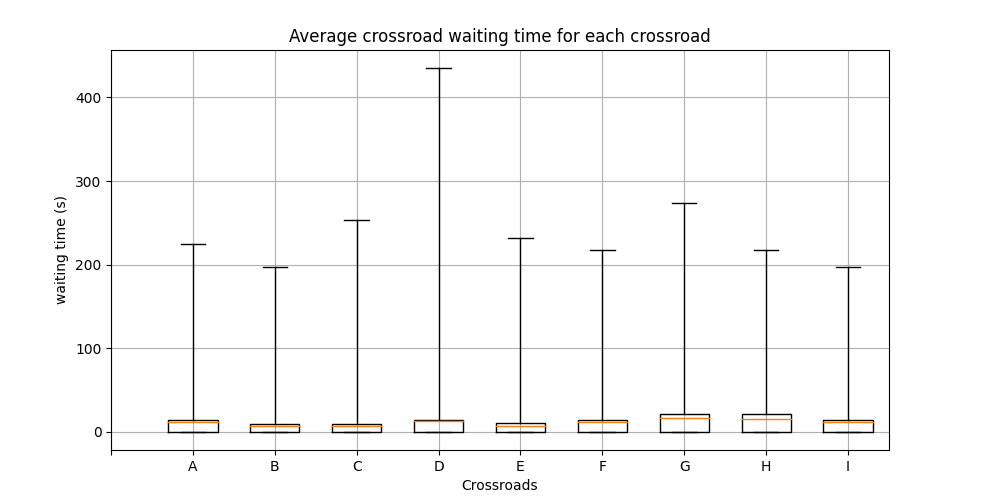 Average crossroad waiting time for each crossroad
waiting time (s)
400
300
200
100
0
A B C D E F G H I
Crossroads